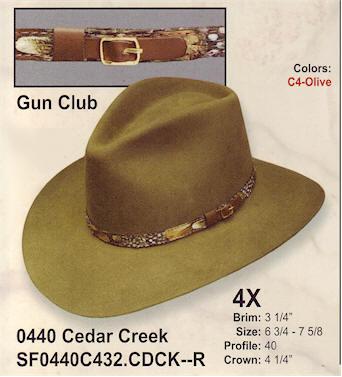 Gun Club
Colors:
C4-Olive
4X
Brim: 3 1/4"
Size: 6 3/4 - 7 5/8
Profile: 40
Crown: 4 1/4"
0440 Cedar Creek
SF0440C432.CDCK--R